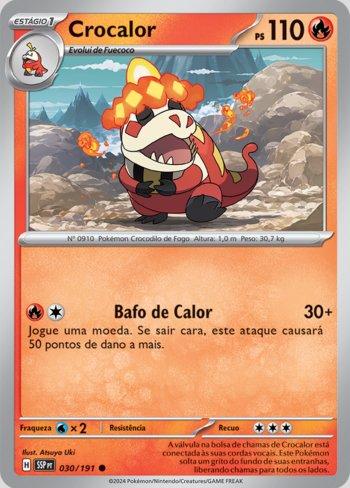 ESTÁGIO 1
Crocalor
PS 110
Evolui de Fuecoco
Nº 0910 Pokémon Crocodilo de Fogo Altura: 1,0 m Peso: 30,7 kg
Bafo de Calor 30+
Jogue uma moeda. Se sair cara, este ataque causará
50 pontos de dano a mais.
Fraqueza × 2 Resistência Recuo
Ilust. Atsuya Uki
H SSP PT 030/191
A válvula na bolsa de chamas de Crocalor está
conectada às suas cordas vocais. Este Pokémon
solta um grito do fundo de suas entranhas,
liberando chamas para todos os lados.
©2024 Pokémon/Nintendo/Creatures/GAME FREAK